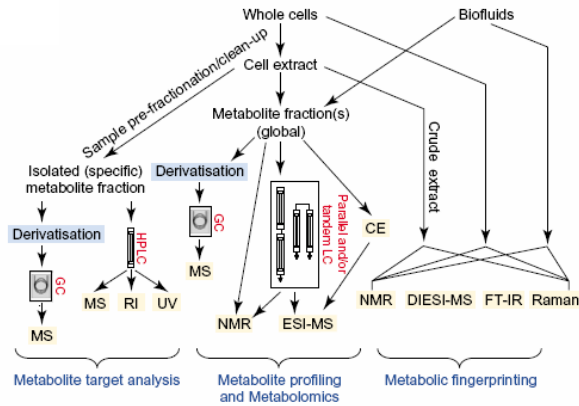 Whole cells
Biofluids
Sample pre-fractionation/clean-up
Cell extract
Metabolite fraction(s)
(global)
Crude extract
Isolated (specific)
metabolite fraction
Derivatisation
Parallel and/or
tandem LC
CE
Derivatisation
HPLC
GC
MS
GC
MS
RI
UV
MS
NMR
ESI-MS
NMR
DIESI-MS
FT-IR
Raman
MS
Metabolite target analysis
Metabolite profiling
and Metabolomics
Metabolic fingerprinting